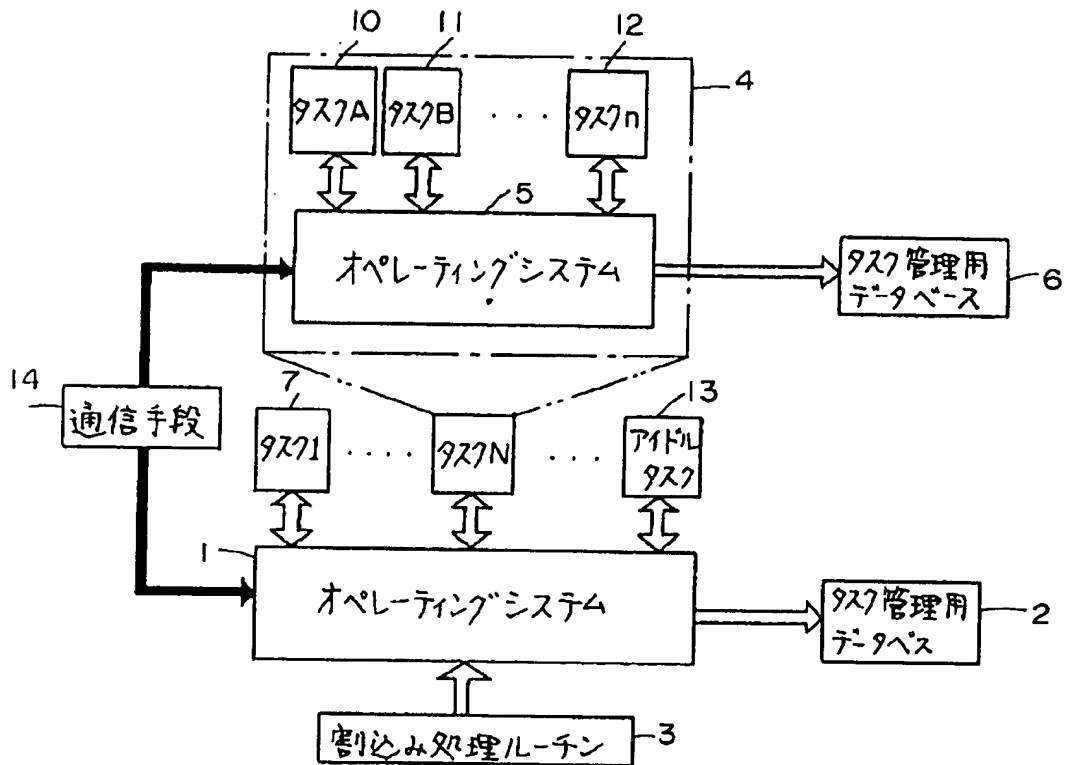 10
11
12
4
タスクA
タスクB
・・・・
タスクn
5
オペレーティングシステム
タスク管理用
データベース
6
14
通信手段
7
13
タスク1
・・・・
タスクN
・・・
アイドル
タスク
1
オペレーティングシステム
タスク管理用
データベス
2
割込み処理ルーチン
3